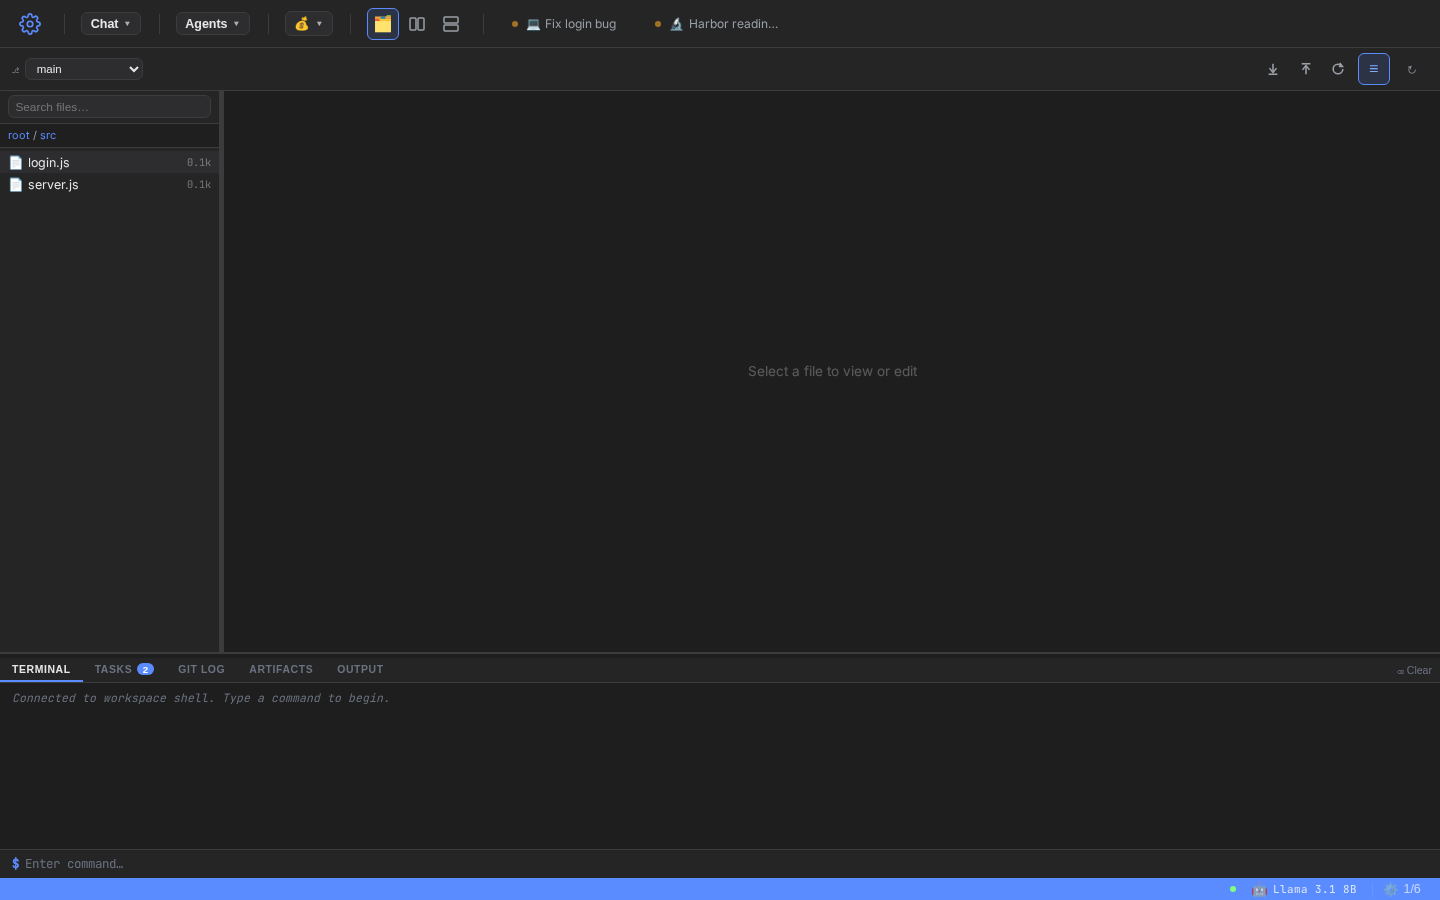 Chat
Agents
Fix login bug
Harbor readin...
main
Search files…
root / src
login.js 0.1k
server.js 0.1k
Select a file to view or edit
TERMINAL TASKS 2 GIT LOG ARTIFACTS OUTPUT Clear
Connected to workspace shell. Type a command to begin.
$ Enter command…
Llama 3.1 8B 1/6